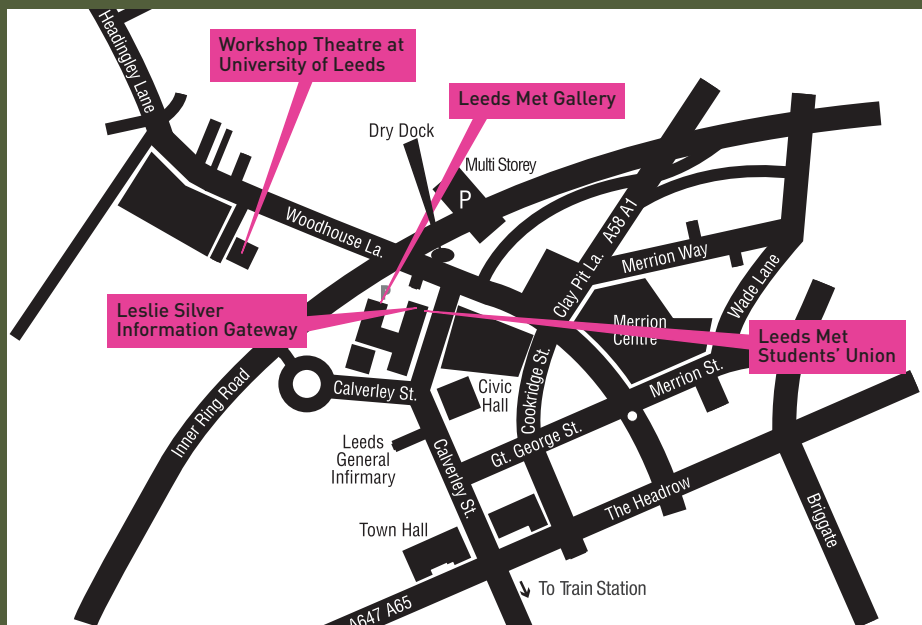 Headingley Lane
Workshop Theatre at
University of Leeds
Leeds Met Gallery
Dry Dock
Multi Storey
P
Woodhouse La.
Clay Pit La.
A58 A1
Merrion Way
Wade Lane
P
Leslie Silver
Information Gateway
Merrion
Centre
Leeds Met
Students' Union
Inner Ring Road
Calverley St.
Civic
Hall
Cookridge St.
Merrion St.
Leeds
General
Infirmary
Calverley St.
Gt. George St.
The Headrow
Briggate
Town Hall
To Train Station
A647 A65